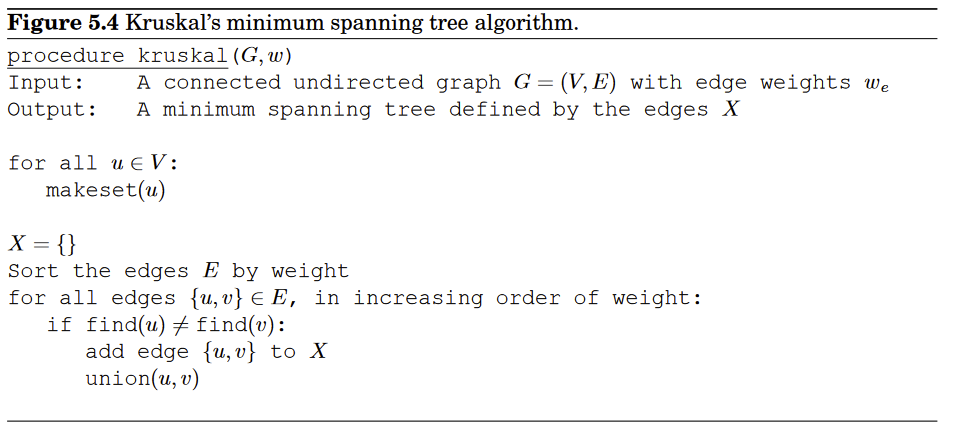 Figure 5.4 Kruskal's minimum spanning tree algorithm.
procedure kruskal(G, w)
Input: A connected undirected graph G = (V, E) with edge weights wₑ
Output: A minimum spanning tree defined by the edges X
for all u ∈ V:
makeset(u)
X = {}
Sort the edges E by weight
for all edges {u, v} ∈ E, in increasing order of weight:
if find(u) ≠ find(v):
add edge {u, v} to X
union(u, v)